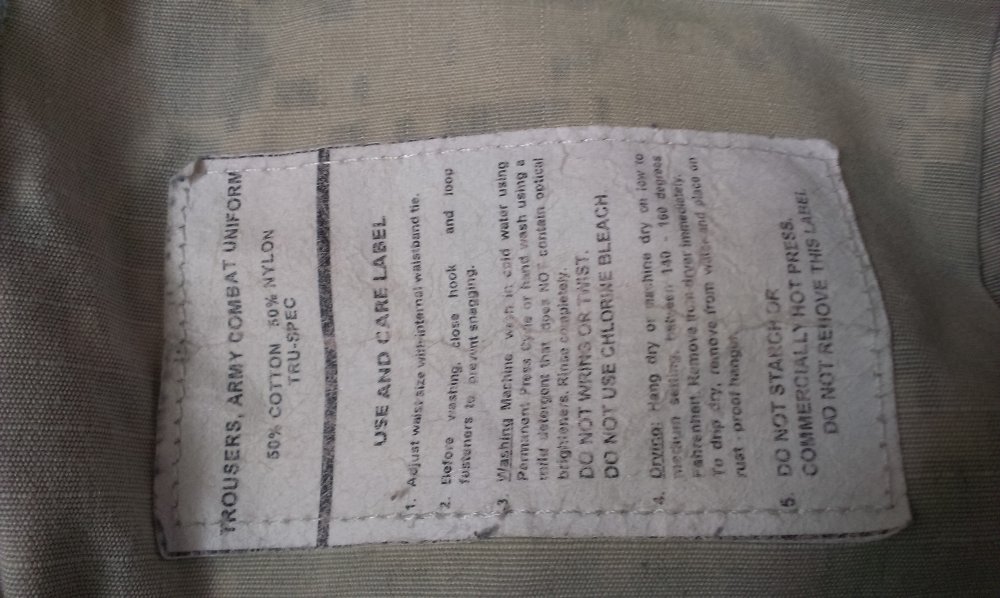 TROUSERS, ARMY COMBAT UNIFORM
50% COTTON 50% NYLON
TRU-SPEC
USE AND CARE LABEL
1. Adjust waist size with internal waistband tie.
2. Before washing, close hook and loop
fasteners to prevent snagging.
3 Washing Machine wash in cold water using
Permanent Press Cycle or hand wash using a
mild detergent that does NOT contain optical
brighteners. Rinse completely.
DO NOT WRING OR TWIST.
DO NOT USE CHLORINE BLEACH
4. Drying: Hang dry or machine dry on low to
medium setting, between 140 - 160 degrees
Fahrenheit. Remove from dryer immediately.
To drip dry, remove from water and place on
rust - proof hanger.
5. DO NOT STARCH OR
COMMERCIALLY HOT PRESS.
DO NOT REMOVE THIS LABEL